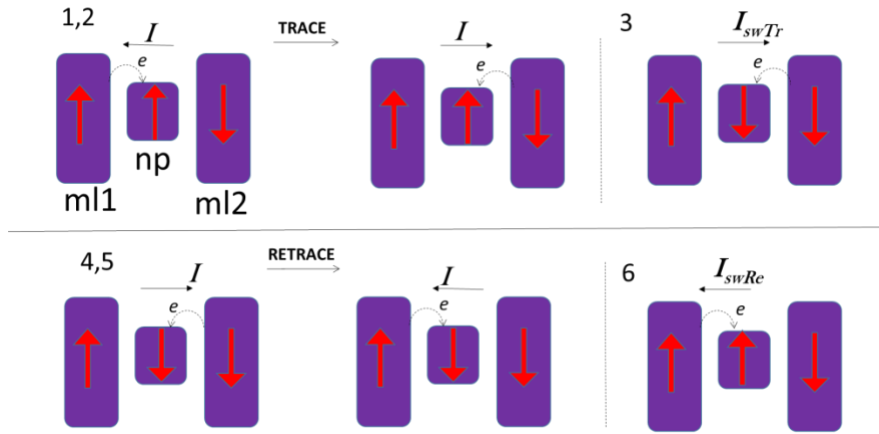 1,2
I
TRACE
I
3
I_swTr
e
e
e
np
ml1
ml2
4,5
I
RETRACE
I
6
I_swRe
e
e
e